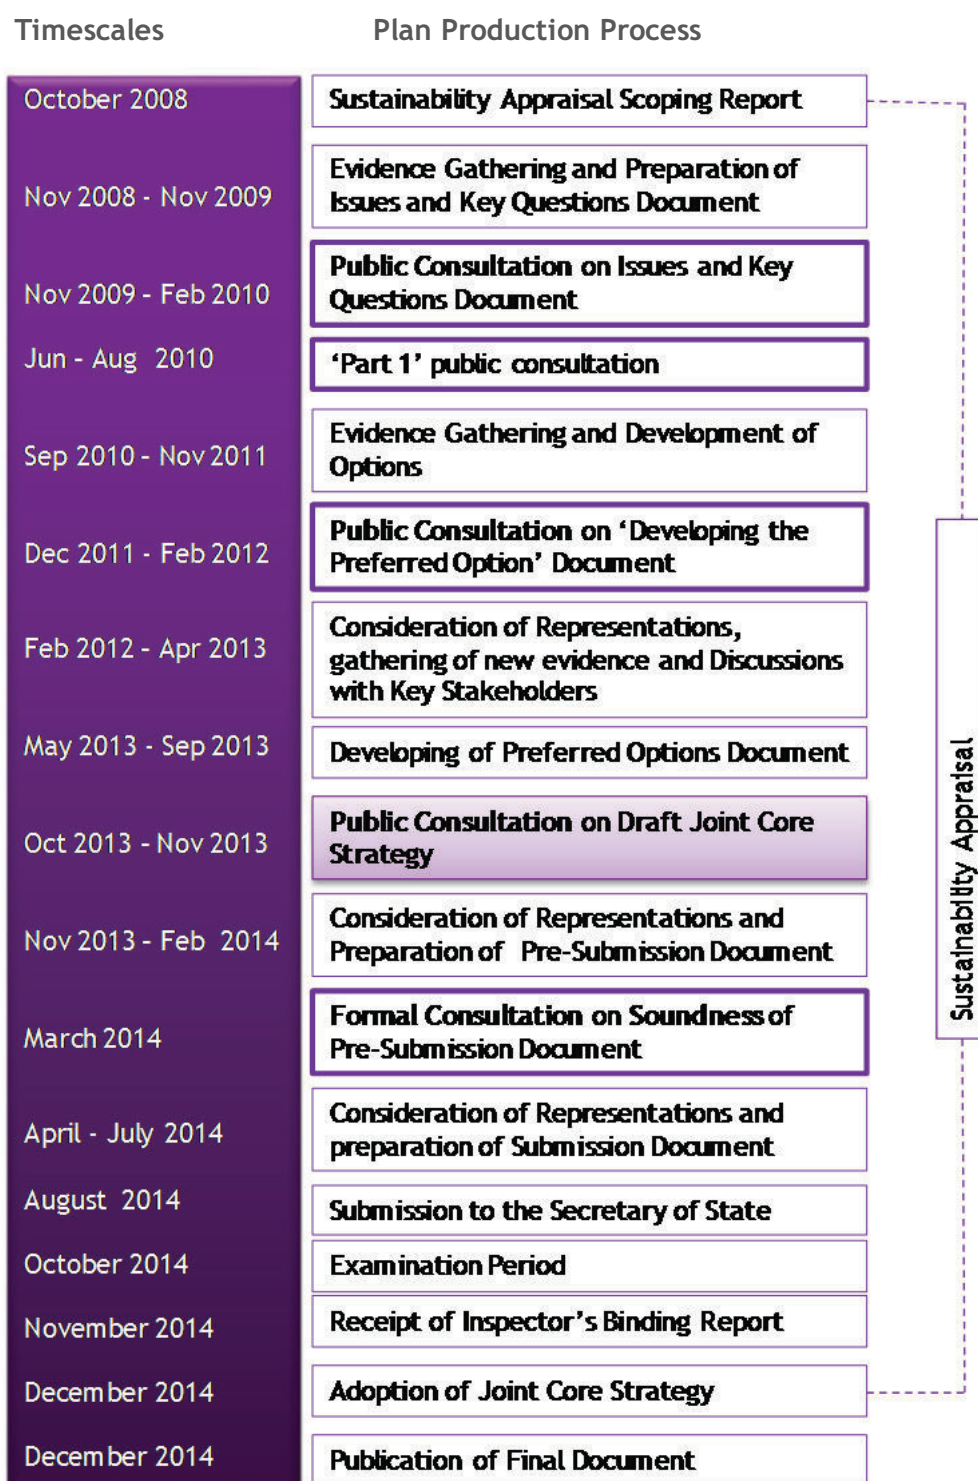 Timescales Plan Production Process
October 2008 Sustainability Appraisal Scoping Report
Nov 2008 - Nov 2009 Evidence Gathering and Preparation of
Issues and Key Questions Document
Nov 2009 – Feb 2010 Public Consultation on Issues and Key
Questions Document
Jun – Aug 2010 ‘Part 1’ public consultation
Sep 2010 – Nov 2011 Evidence Gathering and Development of
Options
Dec 2011 - Feb 2012 Public Consultation on ‘Developing the
Preferred Option’ Document
Feb 2012 – Apr 2013 Consideration of Representations,
gathering of new evidence and Discussions
with Key Stakeholders
May 2013 - Sep 2013 Developing of Preferred Options Document
Oct 2013 – Nov 2013 Public Consultation on Draft Joint Core
Strategy
Nov 2013 – Feb 2014 Consideration of Representations and
Preparation of Pre-Submission Document
March 2014 Formal Consultation on Soundness of
Pre-Submission Document
April - July 2014 Consideration of Representations and
preparation of Submission Document
August 2014 Submission to the Secretary of State
October 2014 Examination Period
November 2014 Receipt of Inspector’s Binding Report
December 2014 Adoption of Joint Core Strategy
December 2014 Publication of Final Document
Sustainability Appraisal